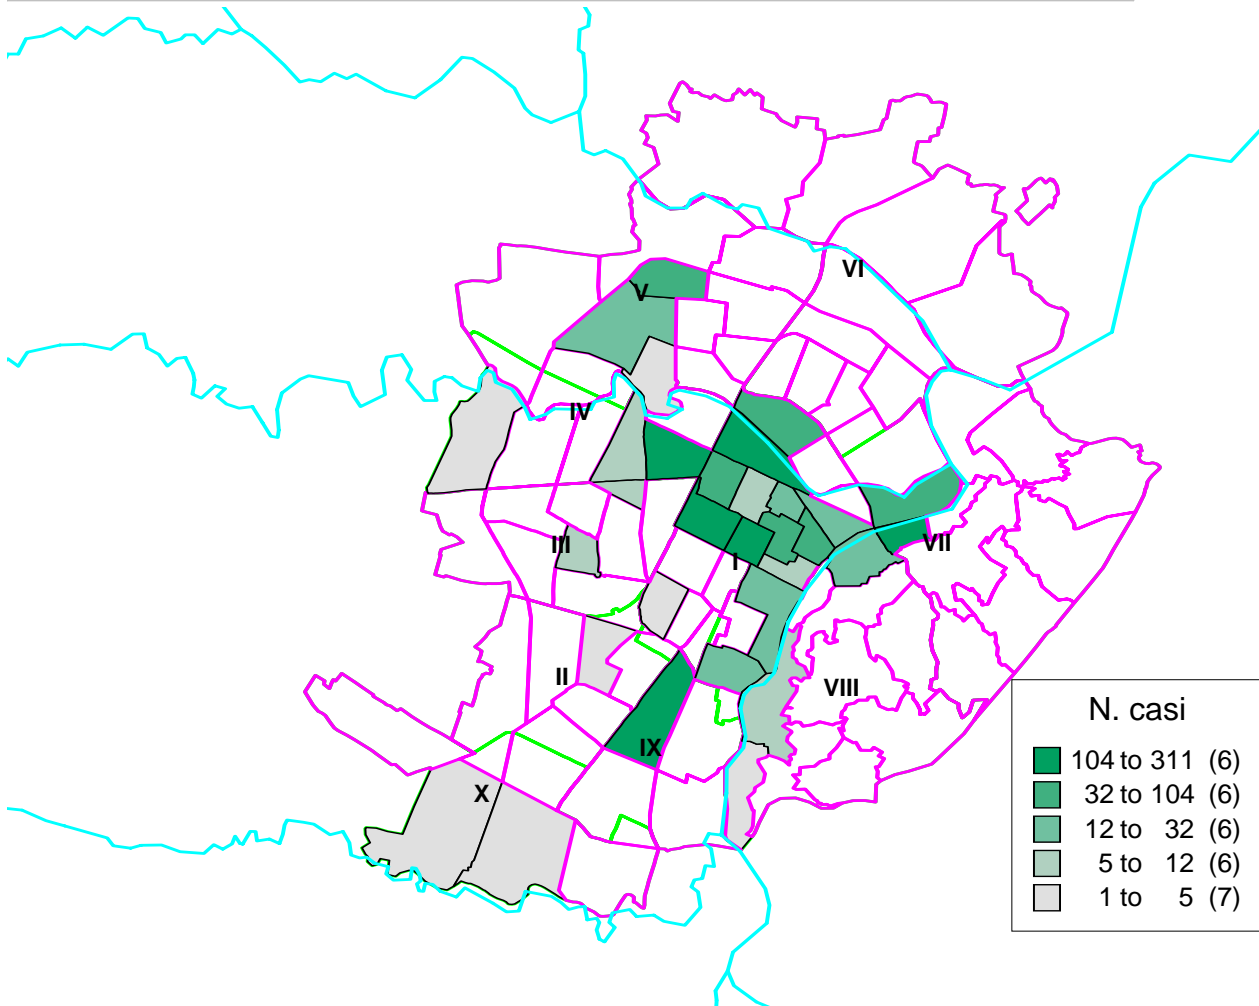 VI
V
IV
III
VII
I
II
VIII
IX
X
N. casi
104 to 311 (6)
32 to 104 (6)
12 to 32 (6)
5 to 12 (6)
1 to 5 (7)